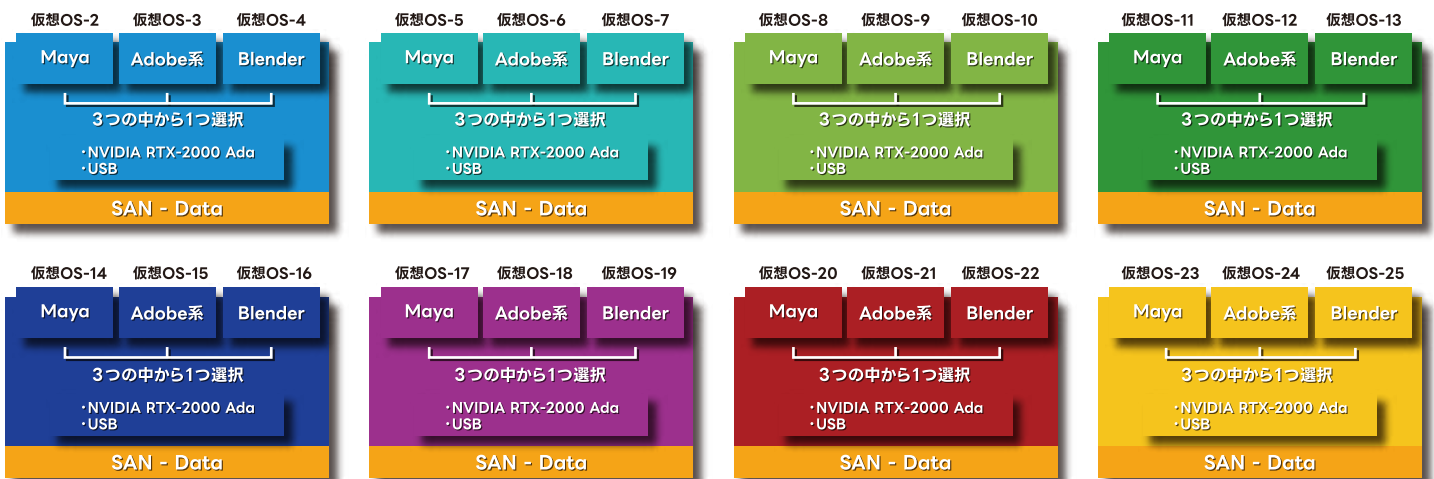 仮想OS-2 仮想OS-3 仮想OS-4
Maya Adobe系 Blender
3つの中から1つ選択
・NVIDIA RTX-2000 Ada
・USB
SAN - Data
仮想OS-5 仮想OS-6 仮想OS-7
Maya Adobe系 Blender
3つの中から1つ選択
・NVIDIA RTX-2000 Ada
・USB
SAN - Data
仮想OS-8 仮想OS-9 仮想OS-10
Maya Adobe系 Blender
3つの中から1つ選択
・NVIDIA RTX-2000 Ada
・USB
SAN - Data
仮想OS-11 仮想OS-12 仮想OS-13
Maya Adobe系 Blender
3つの中から1つ選択
・NVIDIA RTX-2000 Ada
・USB
SAN - Data
仮想OS-14 仮想OS-15 仮想OS-16
Maya Adobe系 Blender
3つの中から1つ選択
・NVIDIA RTX-2000 Ada
・USB
SAN - Data
仮想OS-17 仮想OS-18 仮想OS-19
Maya Adobe系 Blender
3つの中から1つ選択
・NVIDIA RTX-2000 Ada
・USB
SAN - Data
仮想OS-20 仮想OS-21 仮想OS-22
Maya Adobe系 Blender
3つの中から1つ選択
・NVIDIA RTX-2000 Ada
・USB
SAN - Data
仮想OS-23 仮想OS-24 仮想OS-25
Maya Adobe系 Blender
3つの中から1つ選択
・NVIDIA RTX-2000 Ada
・USB
SAN - Data